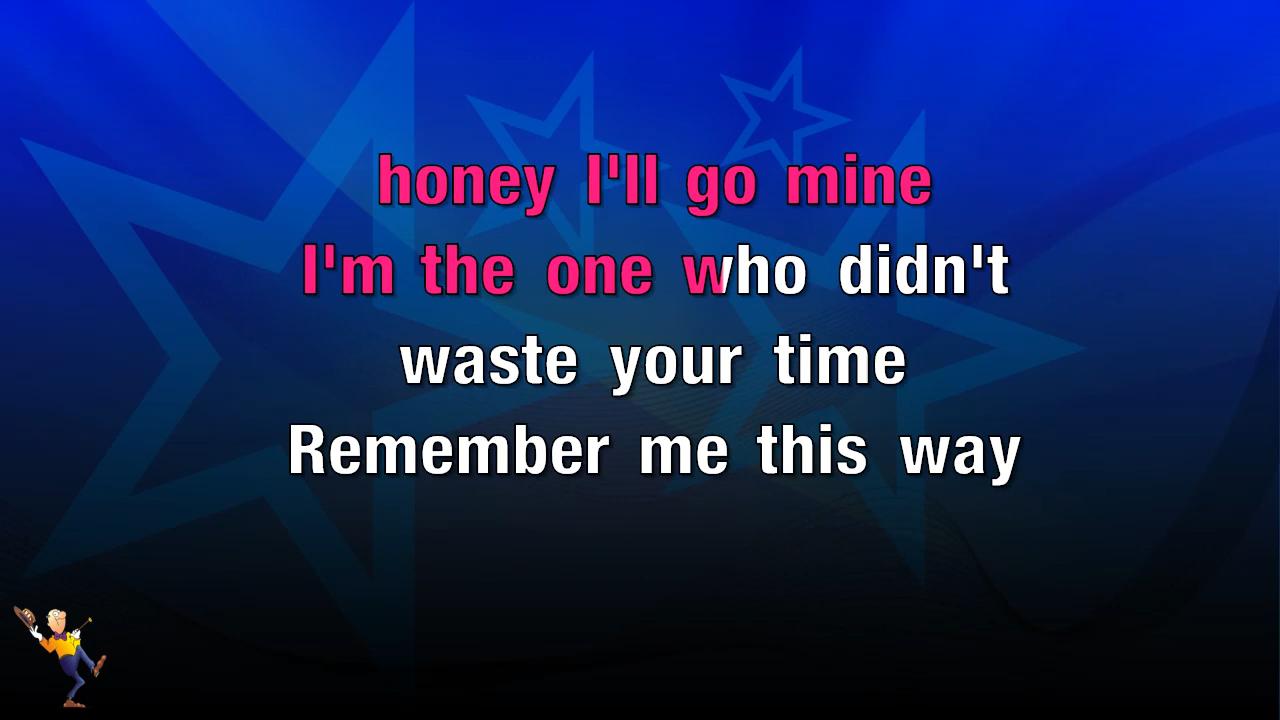 honey I'll go mine
I'm the one who didn't
waste your time
Remember me this way